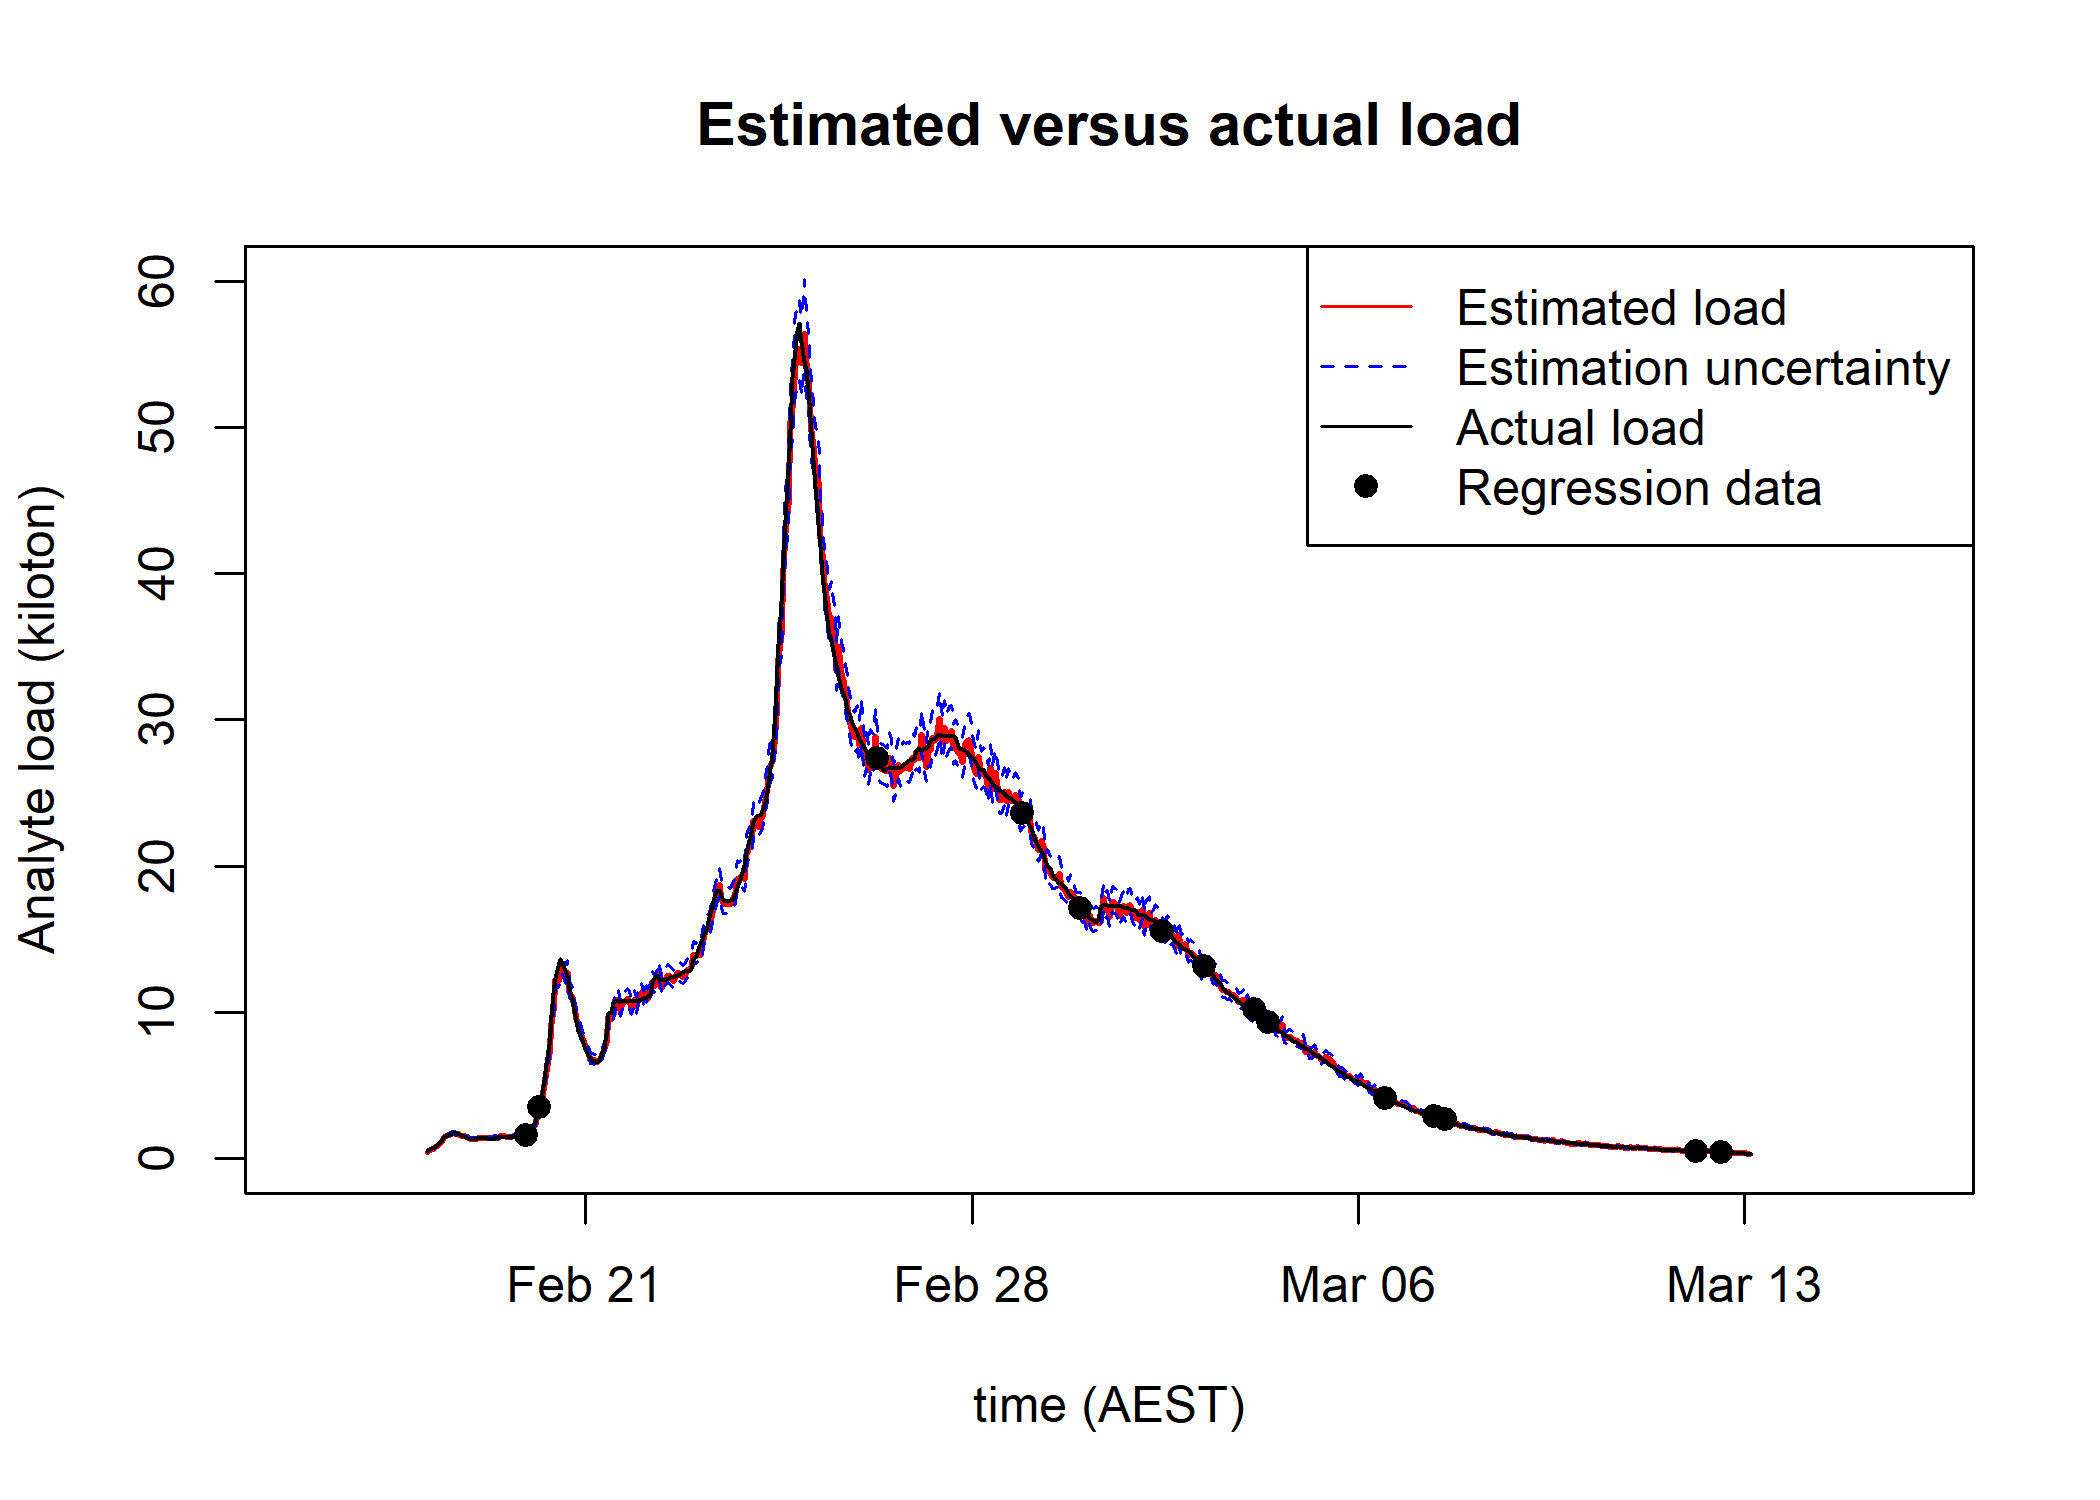 Estimated versus actual load
Analyte load (kiloton)
60
50
40
30
20
10
0
Estimated load
Estimation uncertainty
Actual load
Regression data
Feb 21
Feb 28
Mar 06
Mar 13
time (AEST)